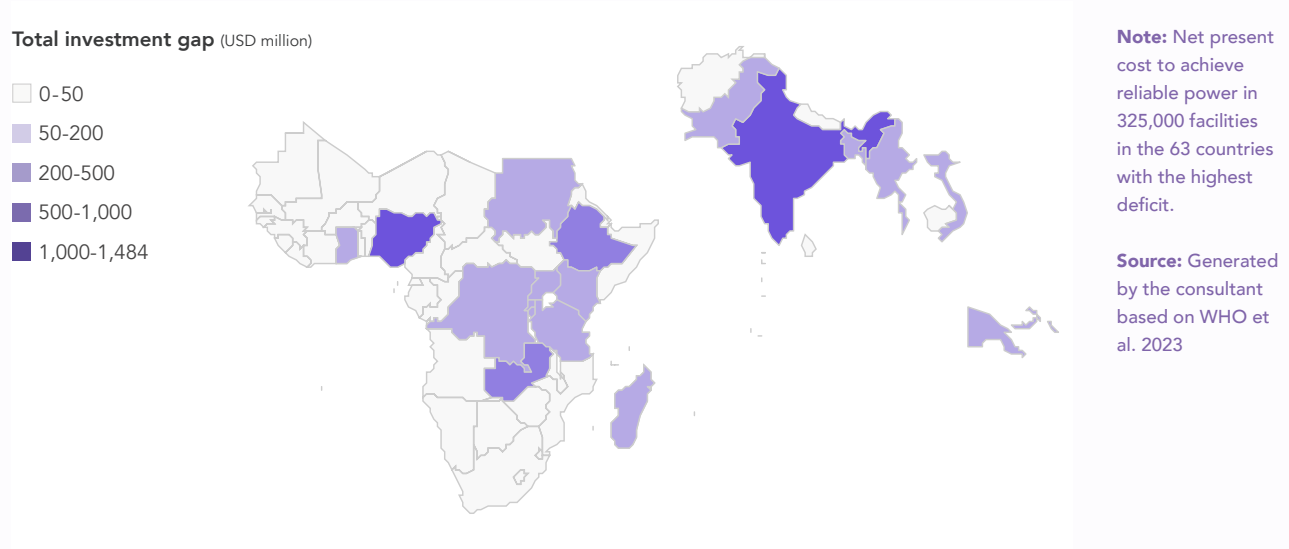 Total investment gap (USD million)
0-50
50-200
200-500
500-1,000
1,000-1,484
Note: Net present
cost to achieve
reliable power in
325,000 facilities
in the 63 countries
with the highest
deficit.
Source: Generated
by the consultant
based on WHO et
al. 2023